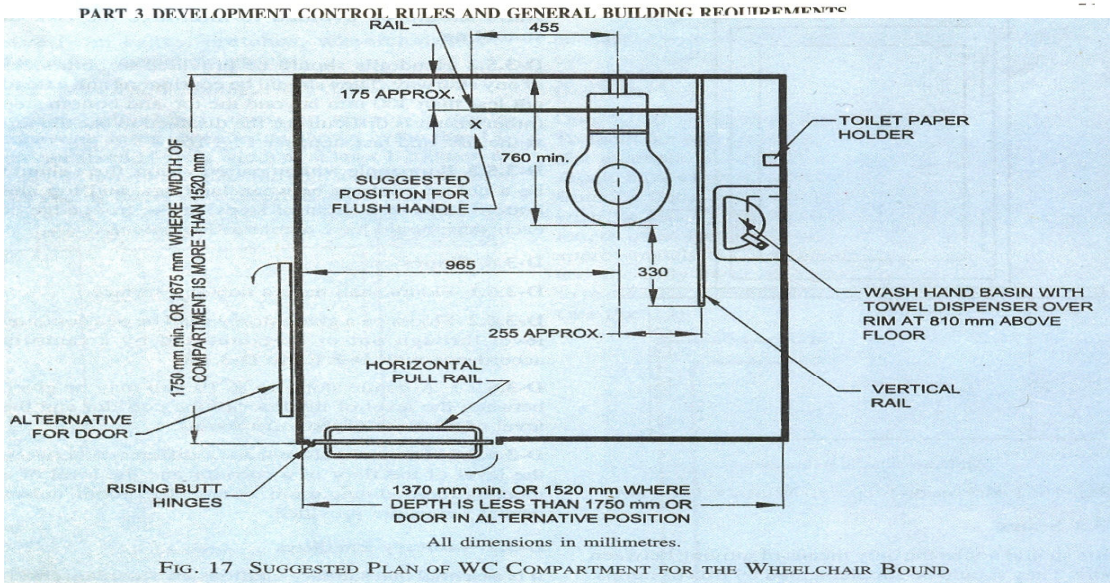 PART 3 DEVELOPMENT CONTROL RULES AND GENERAL BUILDING REQUIREMENTS
RAIL
455
177 APPROX.
X
760 min.
SUGGESTED
POSITION FOR
FLUSH HANDLE
TOILET PAPER
HOLDER
1750 mm min. OR 1675 mm WHERE WIDTH OF
COMPARTMENT IS MORE THAN 1520 mm
965
330
255 APPROX.
WASH HAND BASIN WITH
TOWEL DISPENSER OVER
RIM AT 810 mm ABOVE
FLOOR
HORIZONTAL
PULL RAIL
VERTICAL
RAIL
ALTERNATIVE
FOR DOOR
RISING BUTT
HINGES
1370 mm min. OR 1520 mm WHERE
DEPTH IS LESS THAN 1750 mm OR
DOOR IN ALTERNATIVE POSITION
All dimensions in millimetres.
FIG. 17 SUGGESTED PLAN OF WC COMPARTMENT FOR THE WHEELCHAIR BOUND